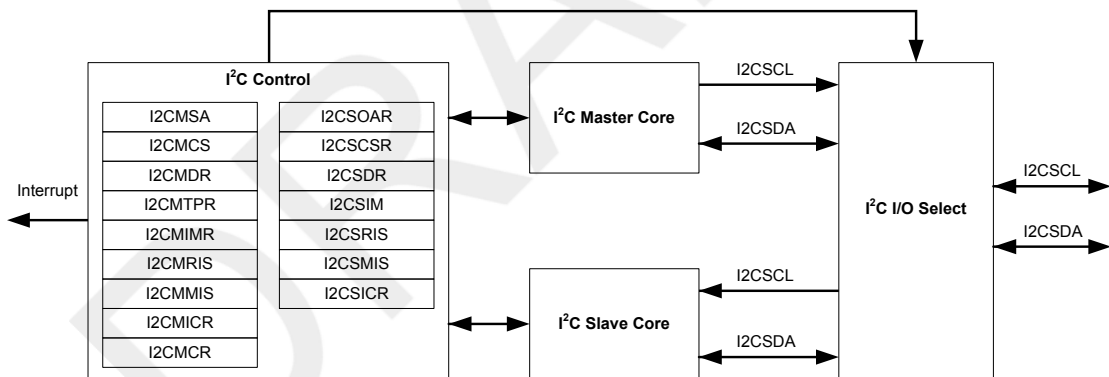 I²C Control
I2CMSA
I2CMCS
I2CMDR
I2CMTPR
I2CMIMR
I2CMRIS
I2CMMIS
I2CMICR
I2CMCR
I2CSOAR
I2CSCSR
I2CSDR
I2CSIM
I2CSRIS
I2CSMIS
I2CSICR
Interrupt
I²C Master Core
I2CSCL
I2CSDA
I²C Slave Core
I2CSCL
I2CSDA
I²C I/O Select
I2CSCL
I2CSDA
DRA